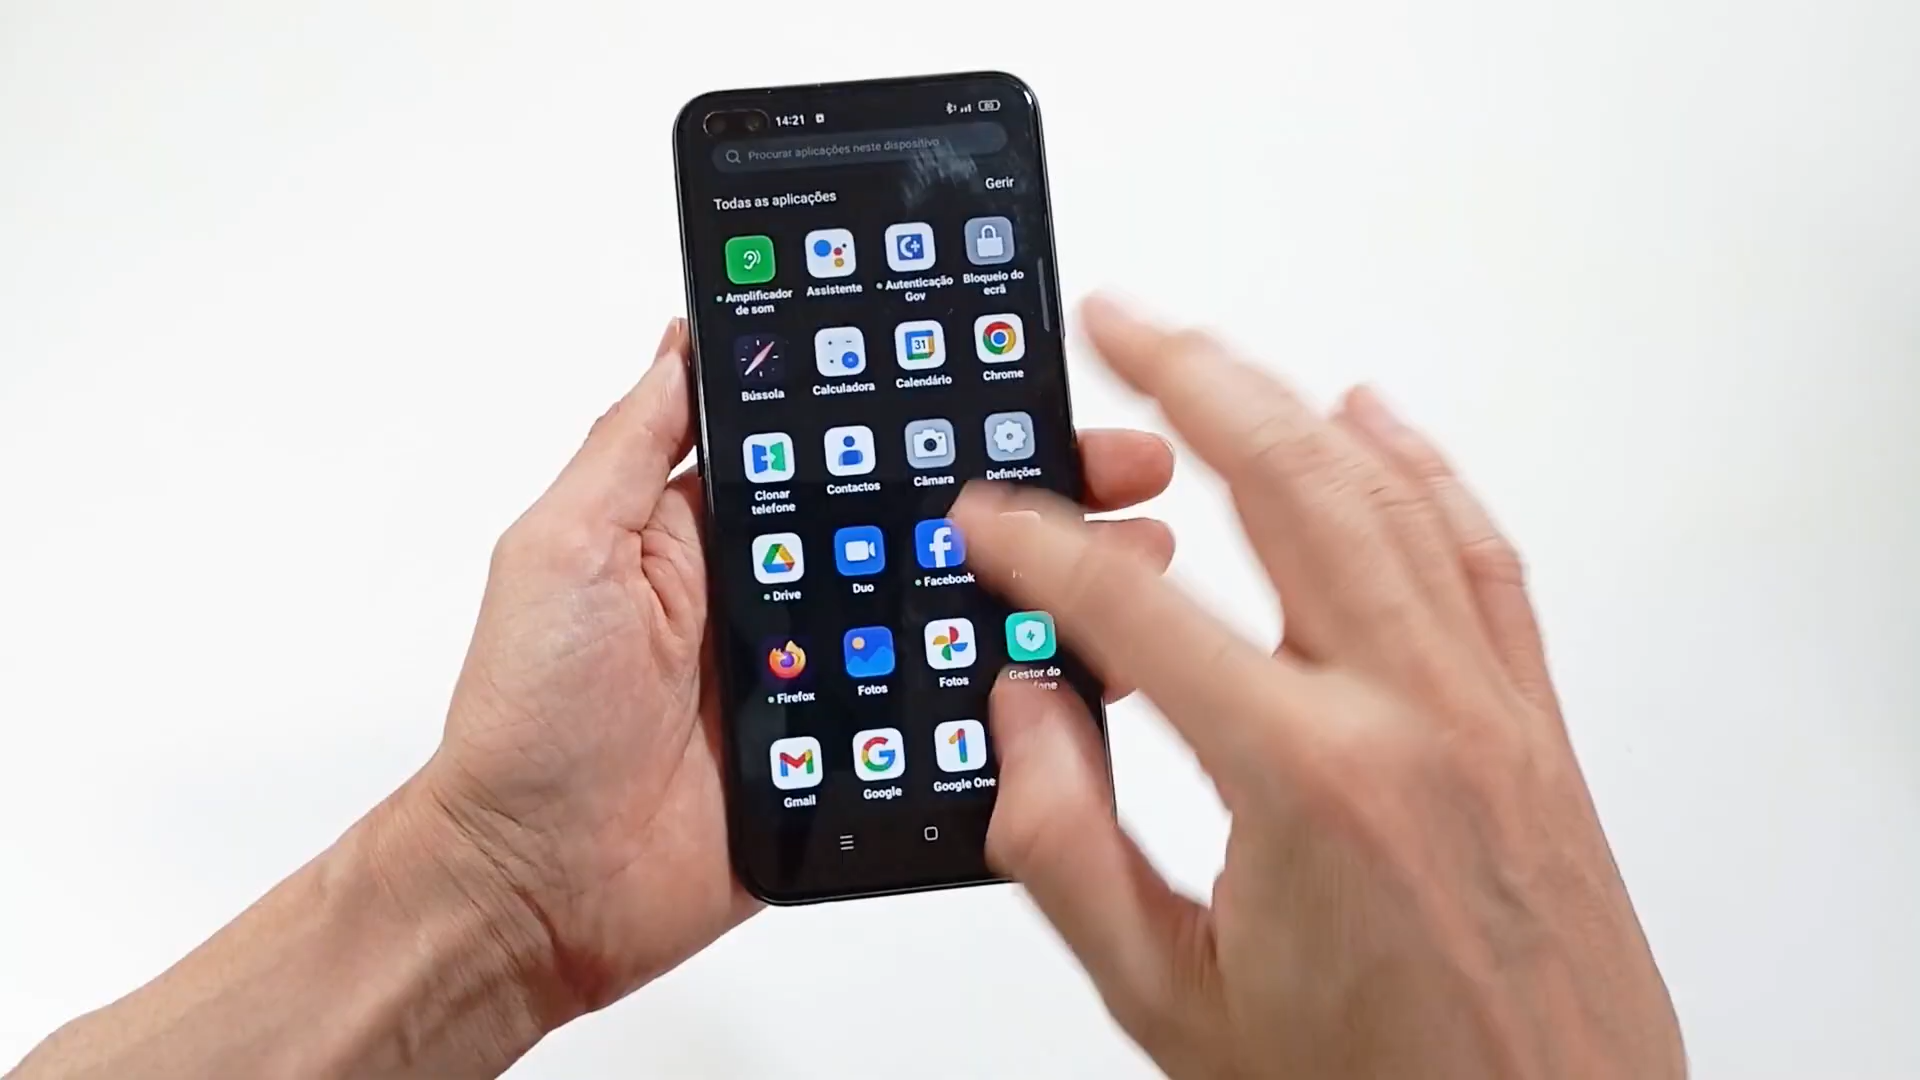 14:21
80
Procurar aplicações neste dispositivo
Todas as aplicações
Gerir
Amplificador
de som
Assistente
Autenticação
Gov
Bloqueio do
ecrã
31
Bússola
Calculadora
Calendário
Chrome
Clonar
telefone
Contactos
Câmara
Definições
Drive
Duo
Facebook
Firefox
Fotos
Fotos
Gestor do
Gmail
Google
Google One